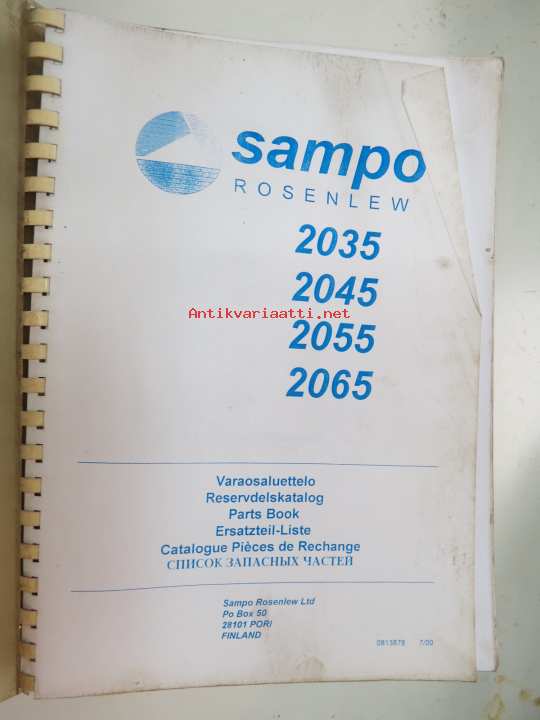 sampo
ROSENLEW
2035
2045
Antikvariaatti.net
2055
2065
Varaosaluettelo
Reservdelskatalog
Parts Book
Ersatzteil-Liste
Catalogue Pièces de Rechange
СПИСОК ЗАПАСНЫХ ЧАСТЕЙ
Sampo Rosenlew Ltd
Po Box 50
28101 PORI
FINLAND
7/00